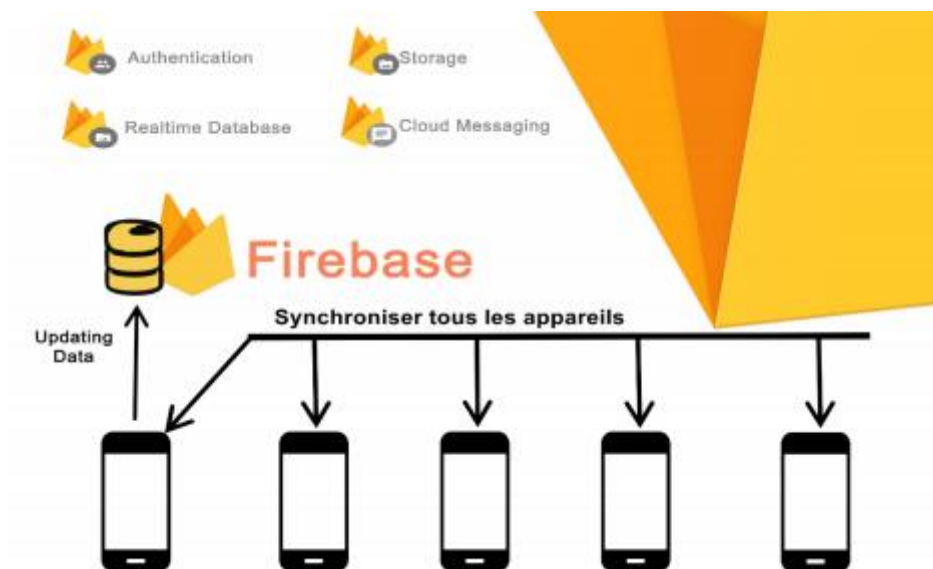 Authentication
Storage
Realtime Database
Cloud Messaging
Firebase
Synchroniser tous les appareils
Updating
Data